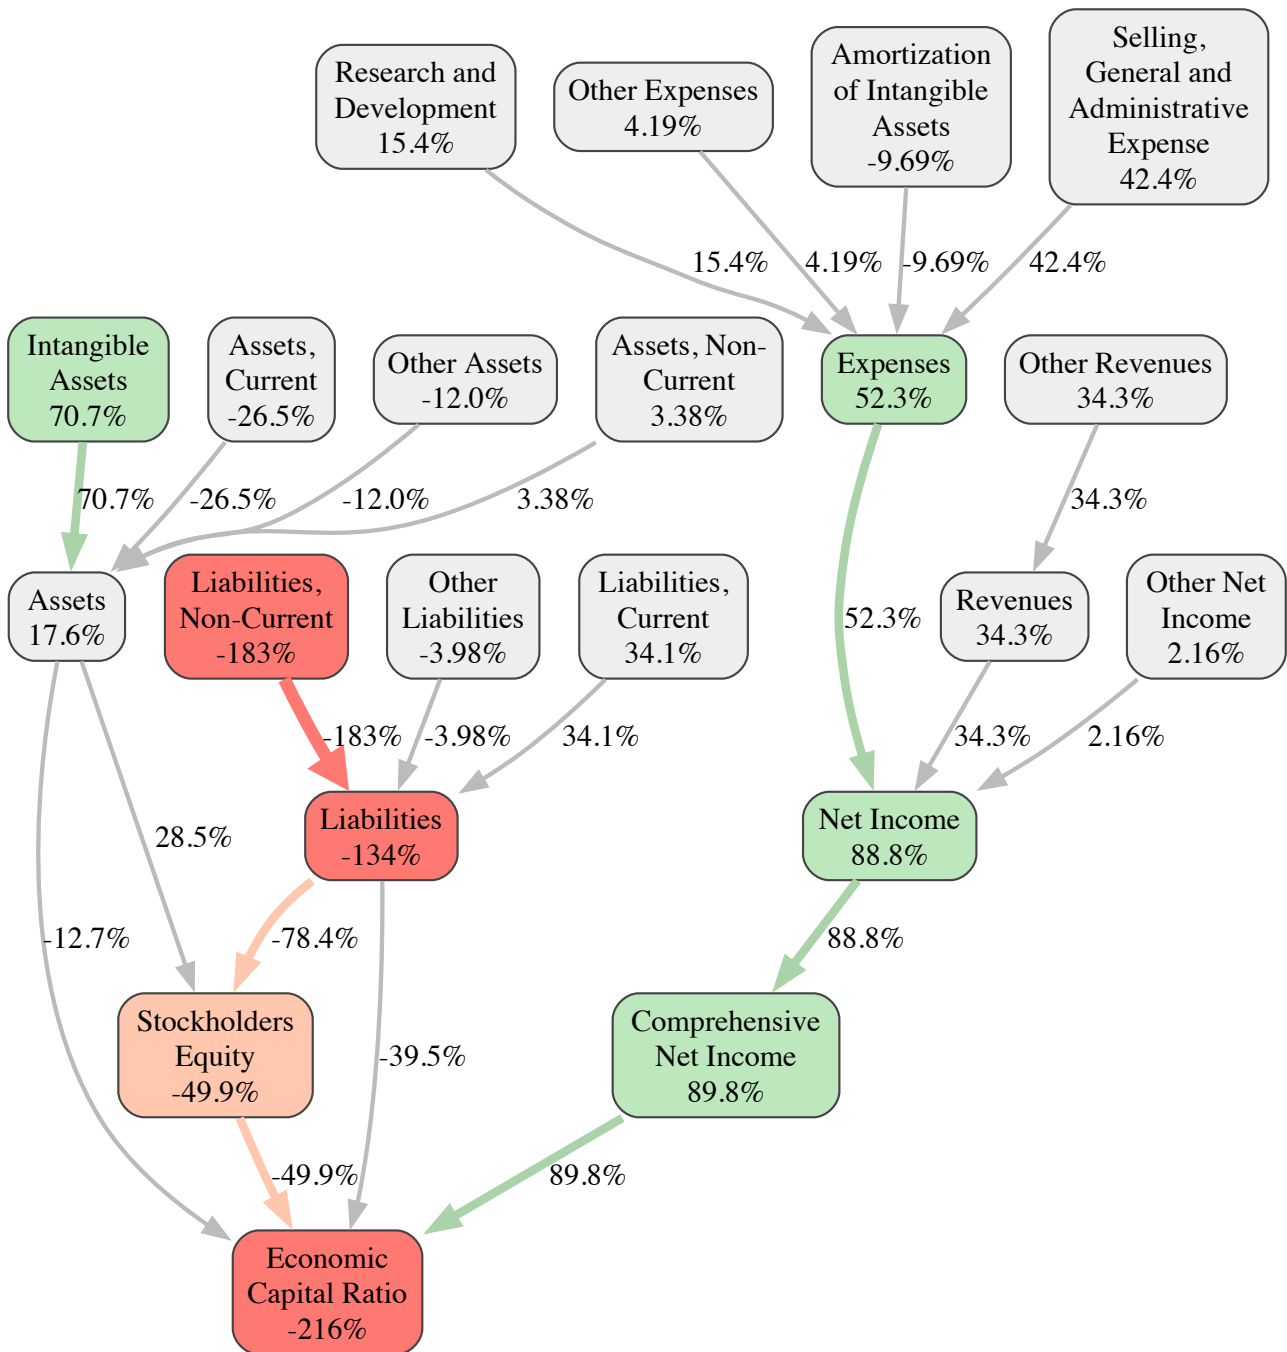 Research and
Development
15.4%
Other Expenses
4.19%
Amortization
of Intangible
Assets
-9.69%
Selling,
General and
Administrative
Expense
42.4%
15.4%
4.19%
-9.69%
42.4%
Intangible
Assets
70.7%
Assets,
Current
-26.5%
Other Assets
-12.0%
Assets, Non-
Current
3.38%
Expenses
52.3%
Other Revenues
34.3%
70.7%
-26.5%
-12.0%
3.38%
34.3%
Assets
17.6%
Liabilities,
Non-Current
-183%
Other
Liabilities
-3.98%
Liabilities,
Current
34.1%
52.3%
Revenues
34.3%
Other Net
Income
2.16%
-183%
-3.98%
34.1%
34.3%
2.16%
28.5%
Liabilities
-134%
Net Income
88.8%
-12.7%
-78.4%
88.8%
Stockholders
Equity
-49.9%
-39.5%
Comprehensive
Net Income
89.8%
-49.9%
89.8%
Economic
Capital Ratio
-216%